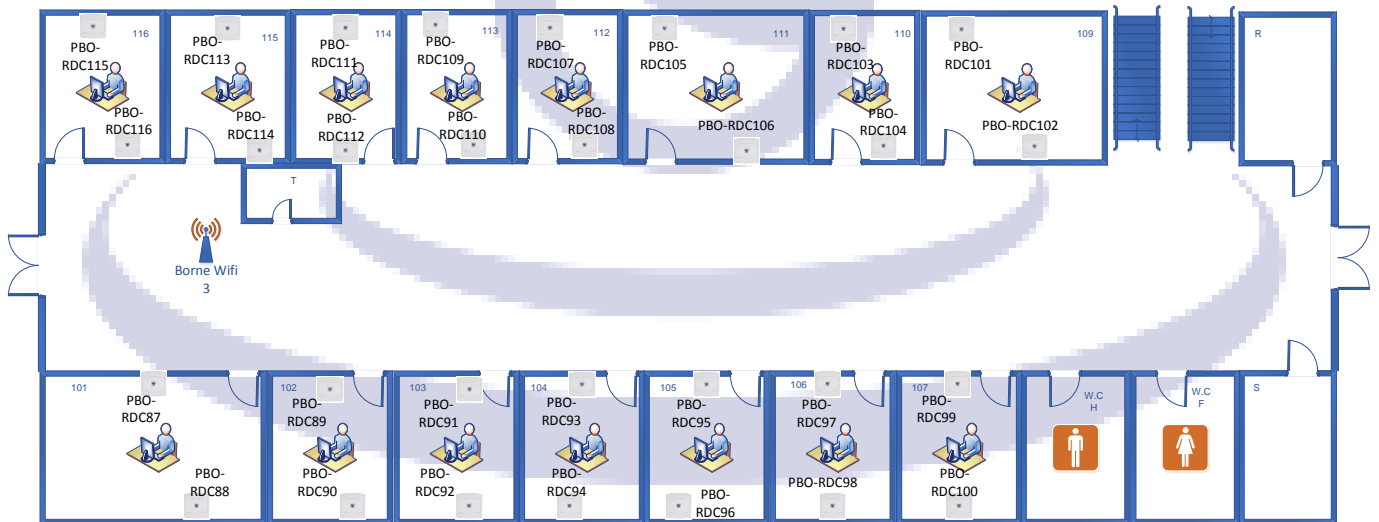 116
PBO-
RDC115
PBO-
RDC116
115
PBO-
RDC113
PBO-
RDC114
114
PBO-
RDC111
PBO-
RDC112
113
PBO-
RDC109
PBO-
RDC110
112
PBO-
RDC107
PBO-
RDC108
111
PBO-
RDC105
PBO-RDC106
110
PBO-
RDC103
PBO-
RDC104
109
PBO-
RDC101
PBO-RDC102
R
T
Borne Wifi
3
101
PBO-
RDC87
PBO-
RDC88
102
PBO-
RDC89
PBO-
RDC90
103
PBO-
RDC91
PBO-
RDC92
104
PBO-
RDC93
PBO-
RDC94
105
PBO-
RDC95
PBO-
RDC96
106
PBO-
RDC97
PBO-RDC98
107
PBO-
RDC99
PBO-
RDC100
W.C
H
W.C
F
S